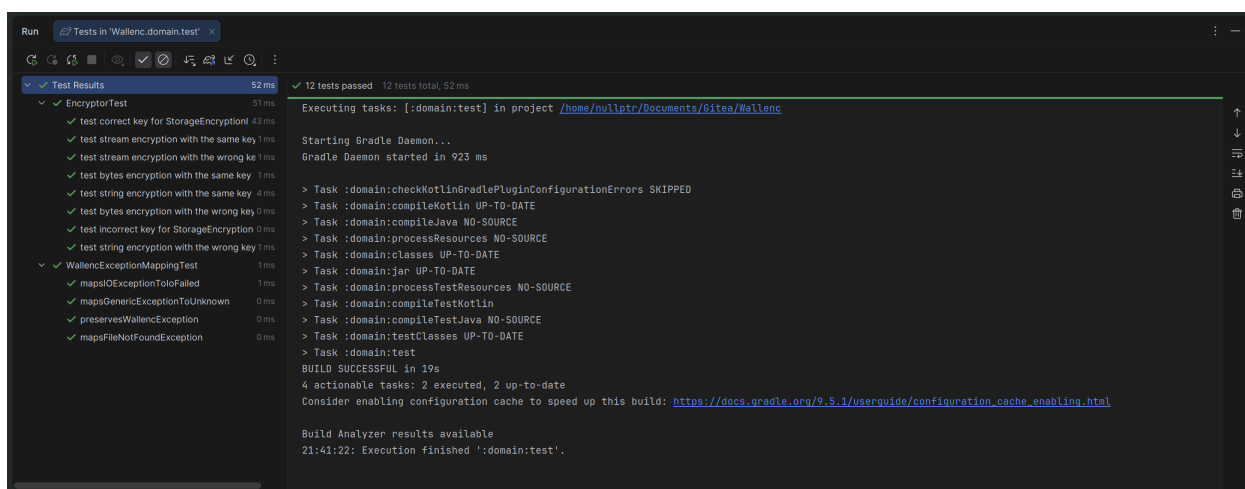 Run Tests in 'Wallenc.domain.test'
Test Results 52 ms
EncryptorTest 51 ms
test correct key for StorageEncryptionI 43 ms
test stream encryption with the same key 1 ms
test stream encryption with the wrong ke 1 ms
test bytes encryption with the same key 1 ms
test string encryption with the same key 4 ms
test bytes encryption with the wrong key 0 ms
test incorrect key for StorageEncryption 0 ms
test string encryption with the wrong key 1 ms
WallencExceptionMappingTest 1 ms
mapsIOExceptionToIoFailed 1 ms
mapsGenericExceptionToUnknown 0 ms
preservesWallencException 0 ms
mapsFileNotFoundException 0 ms
12 tests passed 12 tests total, 52 ms
Executing tasks: [:domain:test] in project /home/nullptr/Documents/Gitea/Wallenc
Starting Gradle Daemon...
Gradle Daemon started in 923 ms
> Task :domain:checkKotlinGradlePluginConfigurationErrors SKIPPED
> Task :domain:compileKotlin UP-TO-DATE
> Task :domain:compileJava NO-SOURCE
> Task :domain:processResources NO-SOURCE
> Task :domain:classes UP-TO-DATE
> Task :domain:jar UP-TO-DATE
> Task :domain:processTestResources NO-SOURCE
> Task :domain:compileTestKotlin
> Task :domain:compileTestJava NO-SOURCE
> Task :domain:testClasses UP-TO-DATE
> Task :domain:test
BUILD SUCCESSFUL in 19s
4 actionable tasks: 2 executed, 2 up-to-date
Consider enabling configuration cache to speed up this build: https://docs.gradle.org/9.5.1/userguide/configuration_cache_enabling.html
Build Analyzer results available
21:41:22: Execution finished ':domain:test'.